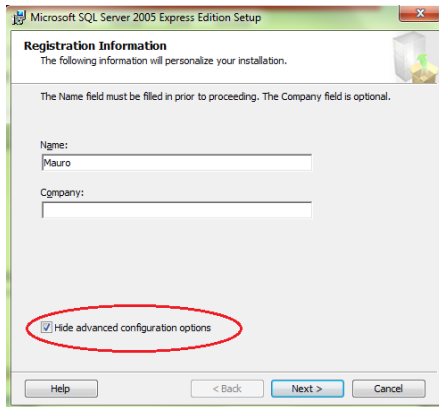 Microsoft SQL Server 2005 Express Edition Setup
x
Registration Information
The following information will personalize your installation.
The Name field must be filled in prior to proceeding. The Company field is optional.
Name:
Mauro
Company:
Hide advanced configuration options
Help
< Back
Next >
Cancel